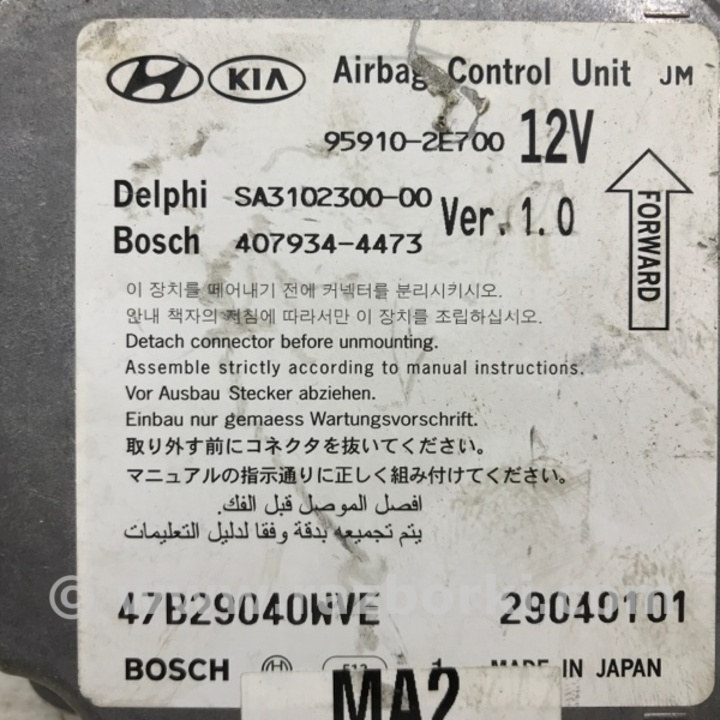 HYUNDAI KIA Airbag Control Unit JM
95910-2E700 12V
Delphi SA3102300-00
Ver. 1.0
Bosch 407934-4473
FORWARD
이 장치를 떼어내기 전에 커넥터를 분리시키시오.
안내 책자의 지침에 따라서만 이 장치를 조립하십시오.
Detach connector before unmounting.
Assemble strictly according to manual instructions.
Vor Ausbau Stecker abziehen.
Einbau nur gemaess Wartungsvorschrift.
取り外す前にコネクタを抜いてください。
マニュアルの指示通りに正しく組み付けてください。
افصل الموصل قبل الفك.
يتم تجميعه بدقة وفقا لدليل التعليمات
© www.razborki.com
47B29040WVE 29040101
BOSCH 512 1 MADE IN JAPAN
MA2